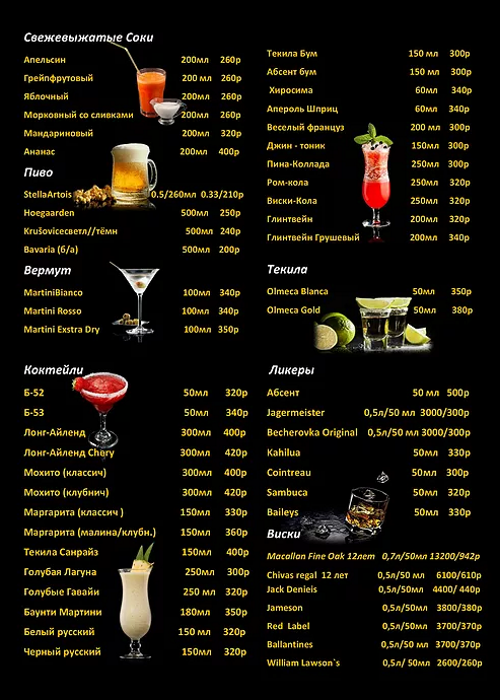 Свежевыжатые Соки
Апельсин 200мл 260р
Грейпфрутовый 200 мл 260р
Яблочный 200мл 260р
Морковный со сливками 200мл 260р
Мандариновый 200мл 320р
Ананас 200мл 400р
Пиво
StellaArtois 0.5/260мл 0.33/210р
Hoegaarden 500мл 250р
Krušoviceсветл//тёмн 500мл 240р
Bavaria (б/а) 500мл 200р
Вермут
MartiniBianco 100мл 340р
Martini Rosso 100мл 340р
Martini Exstra Dry 100мл 350р
Коктейли
Б-52 50мл 320р
Б-53 50мл 340р
Лонг-Айленд 300мл 400р
Лонг-Айленд Chery 300мл 420р
Мохито (классич) 300мл 400р
Мохито (клубнич) 300мл 420р
Маргарита (классич ) 150мл 330р
Маргарита (малина/клубн.) 150мл 360р
Текила Санрайз 150мл 400р
Голубая Лагуна 250мл 300р
Голубые Гавайи 250 мл 320р
Баунти Мартини 180мл 350р
Белый русский 150 мл 320р
Черный русский 150мл 320р
Текила Бум 150 мл 300р
Абсент бум 150 мл 300р
Хиросима 60мл 340р
Апероль Шприц 60мл 340р
Веселый француз 200 мл 300р
Джин - тоник 150мл 300р
Пина-Коллада 250мл 300р
Ром-кола 250мл 320р
Виски-Кола 250мл 320р
Глинтвейн 200мл 320р
Глинтвейн Грушевый 200мл 340р
Текила
Olmeca Blanca 50мл 350р
Olmeca Gold 50мл 380р
Ликеры
Абсент 50 мл 500р
Jagermeister 0,5л/50 мл 3000/300р
Becherovka Original 0,5л/50 мл 3000/300р
Kahilua 50мл 330р
Cointreau 50мл 300р
Sambuca 50мл 320р
Baileys 50мл 330р
Виски
Macallan Fine Oak 12лет 0,7л/50мл 13200/942р
Chivas regal 12 лет 0,5л/50мл 6100/610р
Jack Denieis 0,5л/50мл 4400/ 440р
Jameson 0,5л/50мл 3800/380р
Red Label 0,5л/50мл 3700/370р
Ballantines 0,5л/50 мл 3700/370р
William Lawson`s 0,5л/ 50мл 2600/260р